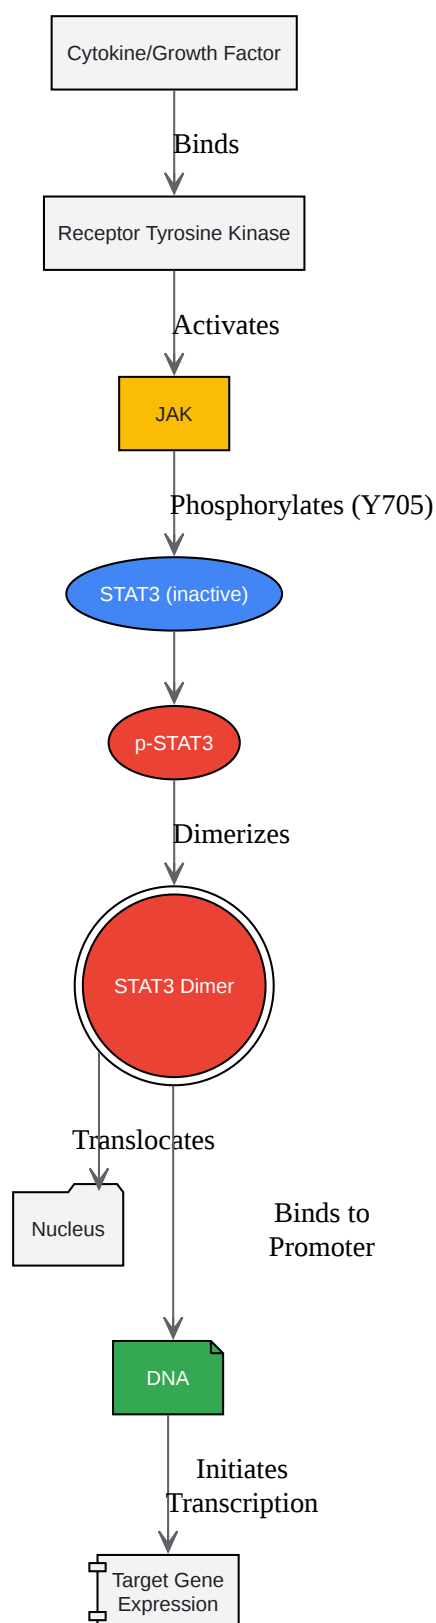 Cytokine/Growth Factor
Binds
Receptor Tyrosine Kinase
Activates
JAK
Phosphorylates (Y705)
STAT3 (inactive)
p-STAT3
Dimerizes
STAT3 Dimer
Translocates
Nucleus
Binds to
Promoter
DNA
Initiates
Transcription
Target Gene
Expression